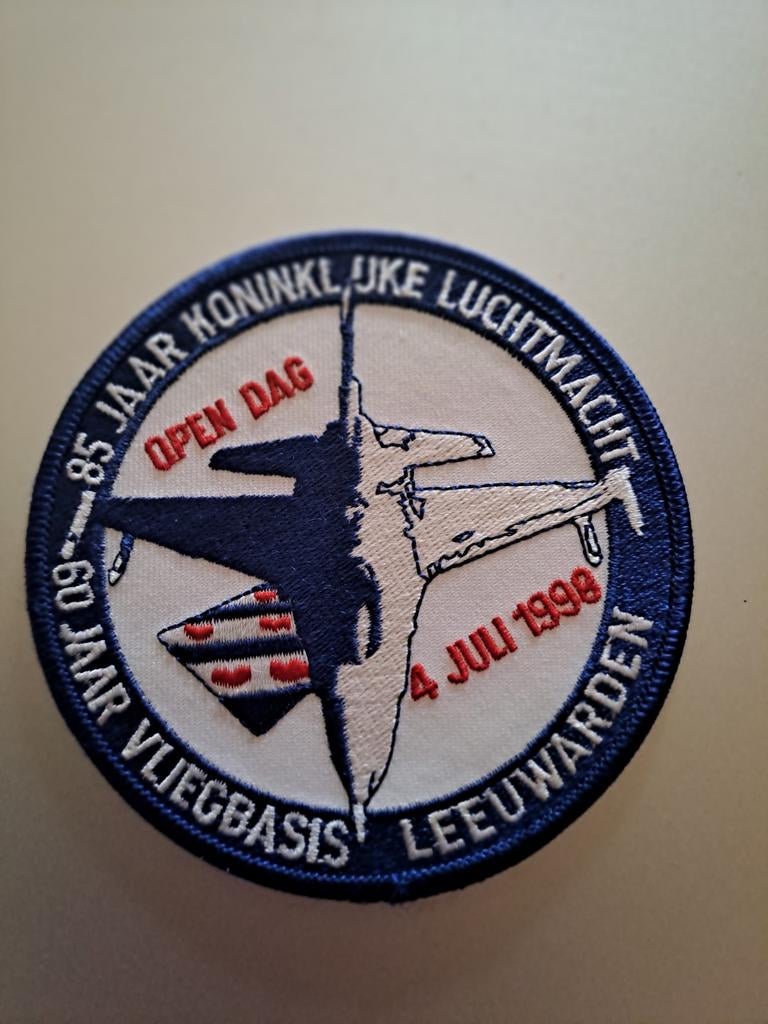 85 JAAR KONINKLIJKE LUCHTMACHT
OPEN DAG
4 JULI 1998
60 JAAR VLIEGBASIS LEEUWARDEN